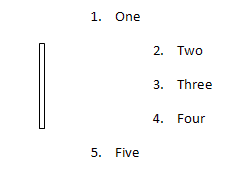 1. One
2. Two
3. Three
4. Four
5. Five